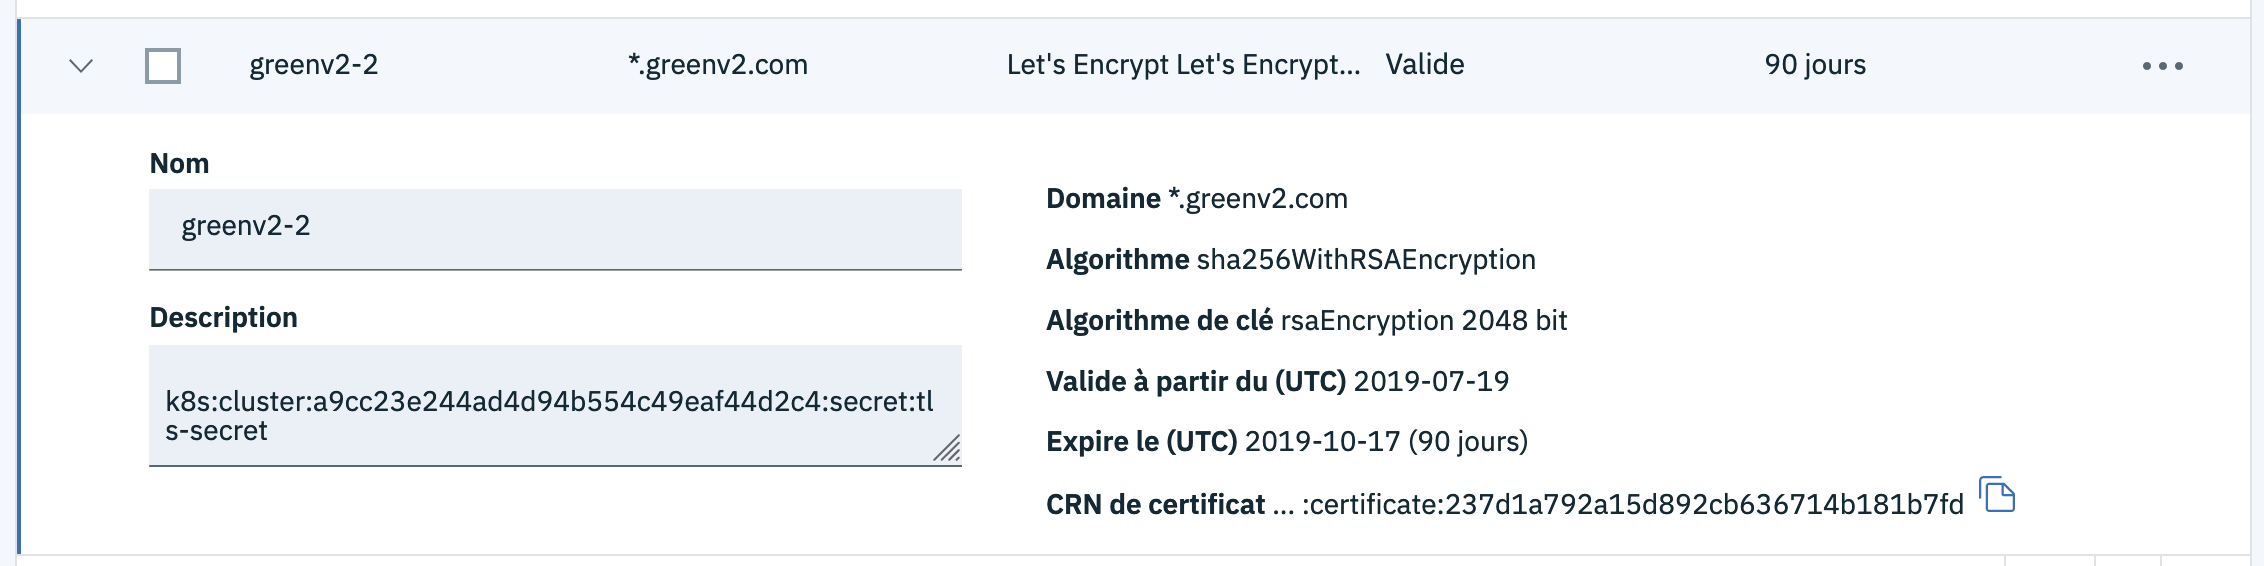 greenv2-2 *.greenv2.com Let's Encrypt Let's Encrypt... Valide 90 jours
Nom
greenv2-2
Description
k8s:cluster:a9cc23e244ad4d94b554c49eaf44d2c4:secret:tl
s-secret
Domaine *.greenv2.com
Algorithme sha256WithRSAEncryption
Algorithme de clé rsaEncryption 2048 bit
Valide à partir du (UTC) 2019-07-19
Expire le (UTC) 2019-10-17 (90 jours)
CRN de certificat ... :certificate:237d1a792a15d892cb636714b181b7fd